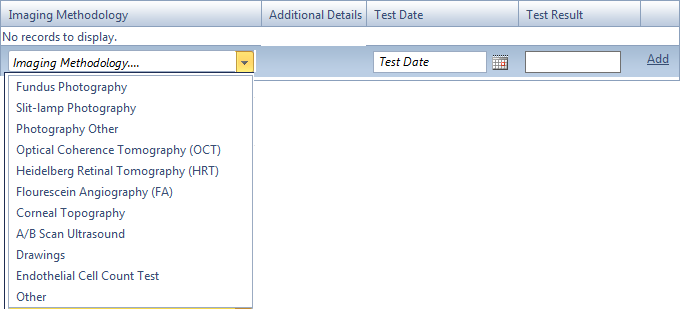 Imaging Methodology Additional Details Test Date Test Result
No records to display.
Imaging Methodology.... Test Date Add
Fundus Photography
Slit-lamp Photography
Photography Other
Optical Coherence Tomography (OCT)
Heidelberg Retinal Tomography (HRT)
Flourescein Angiography (FA)
Corneal Topography
A/B Scan Ultrasound
Drawings
Endothelial Cell Count Test
Other